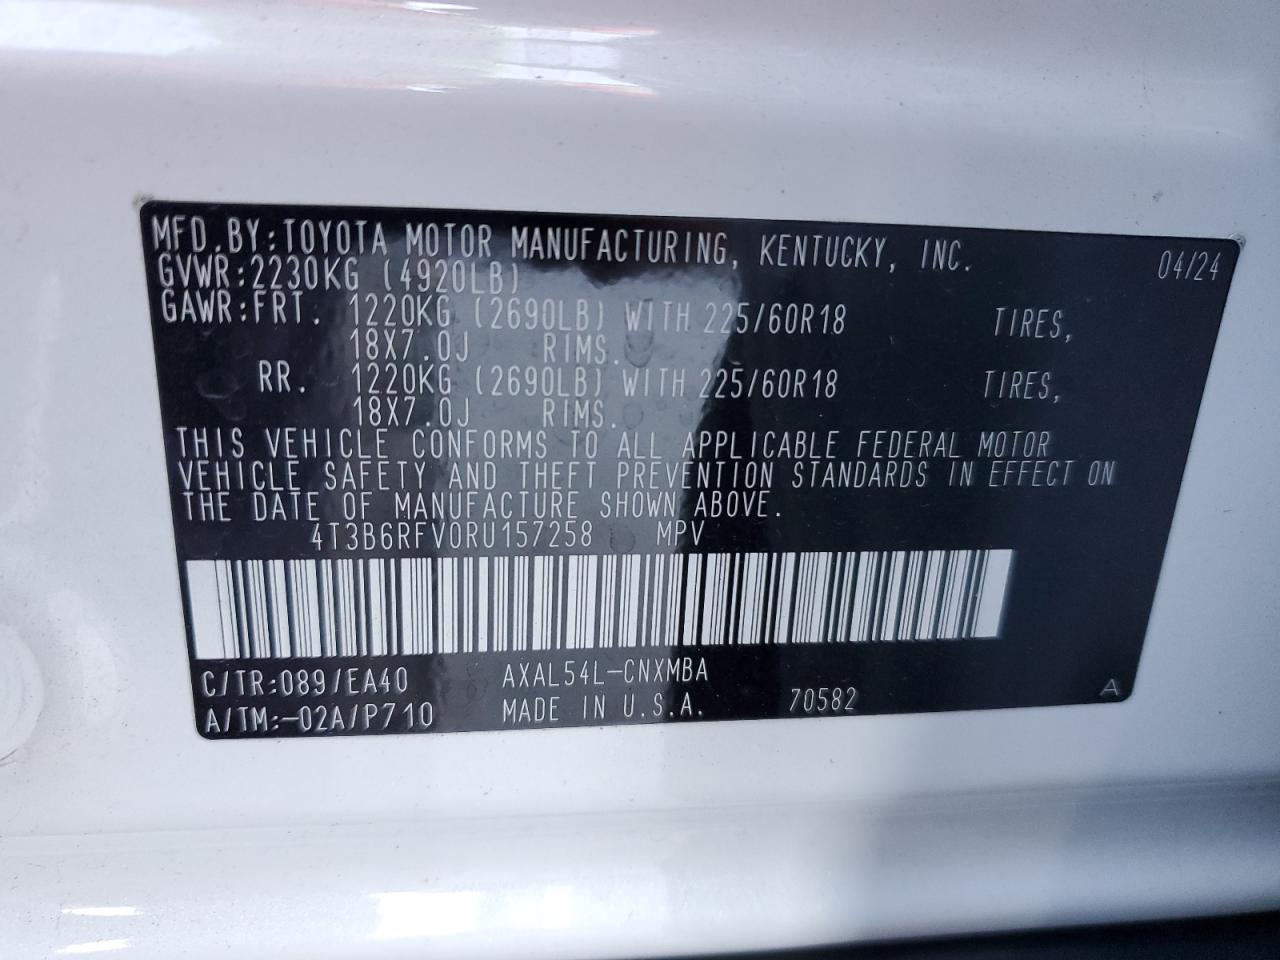 MFD.BY:TOYOTA MOTOR MANUFACTURING, KENTUCKY, INC. 04/24
GVWR:2230KG (4920LB)
GAWR:FRT. 1220KG (2690LB) WITH 225/60R18 TIRES,
18X7.0J RIMS.
RR. 1220KG (2690LB) WITH 225/60R18 TIRES,
18X7.0J RIMS.
THIS VEHICLE CONFORMS TO ALL APPLICABLE FEDERAL MOTOR
VEHICLE SAFETY AND THEFT PREVENTION STANDARDS IN EFFECT ON
THE DATE OF MANUFACTURE SHOWN ABOVE.
4T3B6RFV0RU157258 MPV
C/TR:089/EA40 AXAL54L-CNXMBA
A/TM:-02A/P710 MADE IN U.S.A. 70582 A